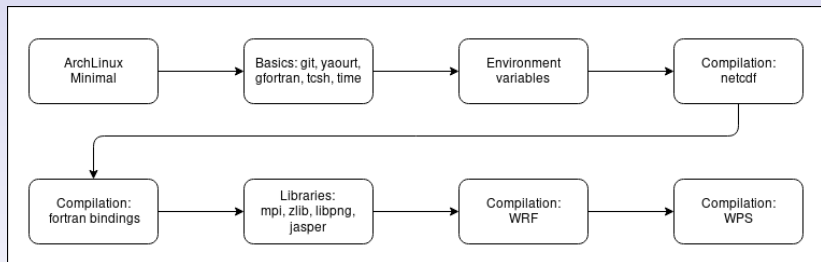 ArchLinux
Minimal
Basics: git, yaourt,
gfortran, tcsh, time
Environment
variables
Compilation:
netcdf
Compilation:
fortran bindings
Libraries:
mpi, zlib, libpng,
jasper
Compilation:
WRF
Compilation:
WPS